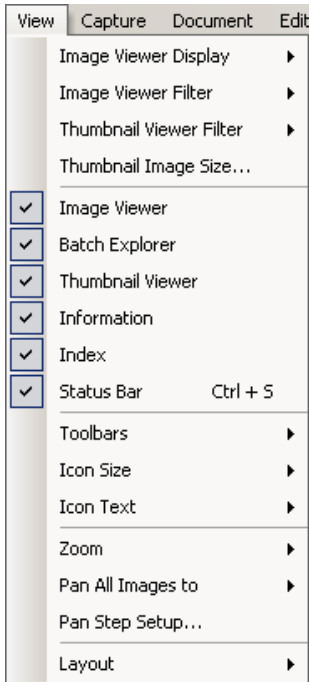 View Capture Document Edit
Image Viewer Display
Image Viewer Filter
Thumbnail Viewer Filter
Thumbnail Image Size...
Image Viewer
Batch Explorer
Thumbnail Viewer
Information
Index
Status Bar Ctrl + S
Toolbars
Icon Size
Icon Text
Zoom
Pan All Images to
Pan Step Setup...
Layout